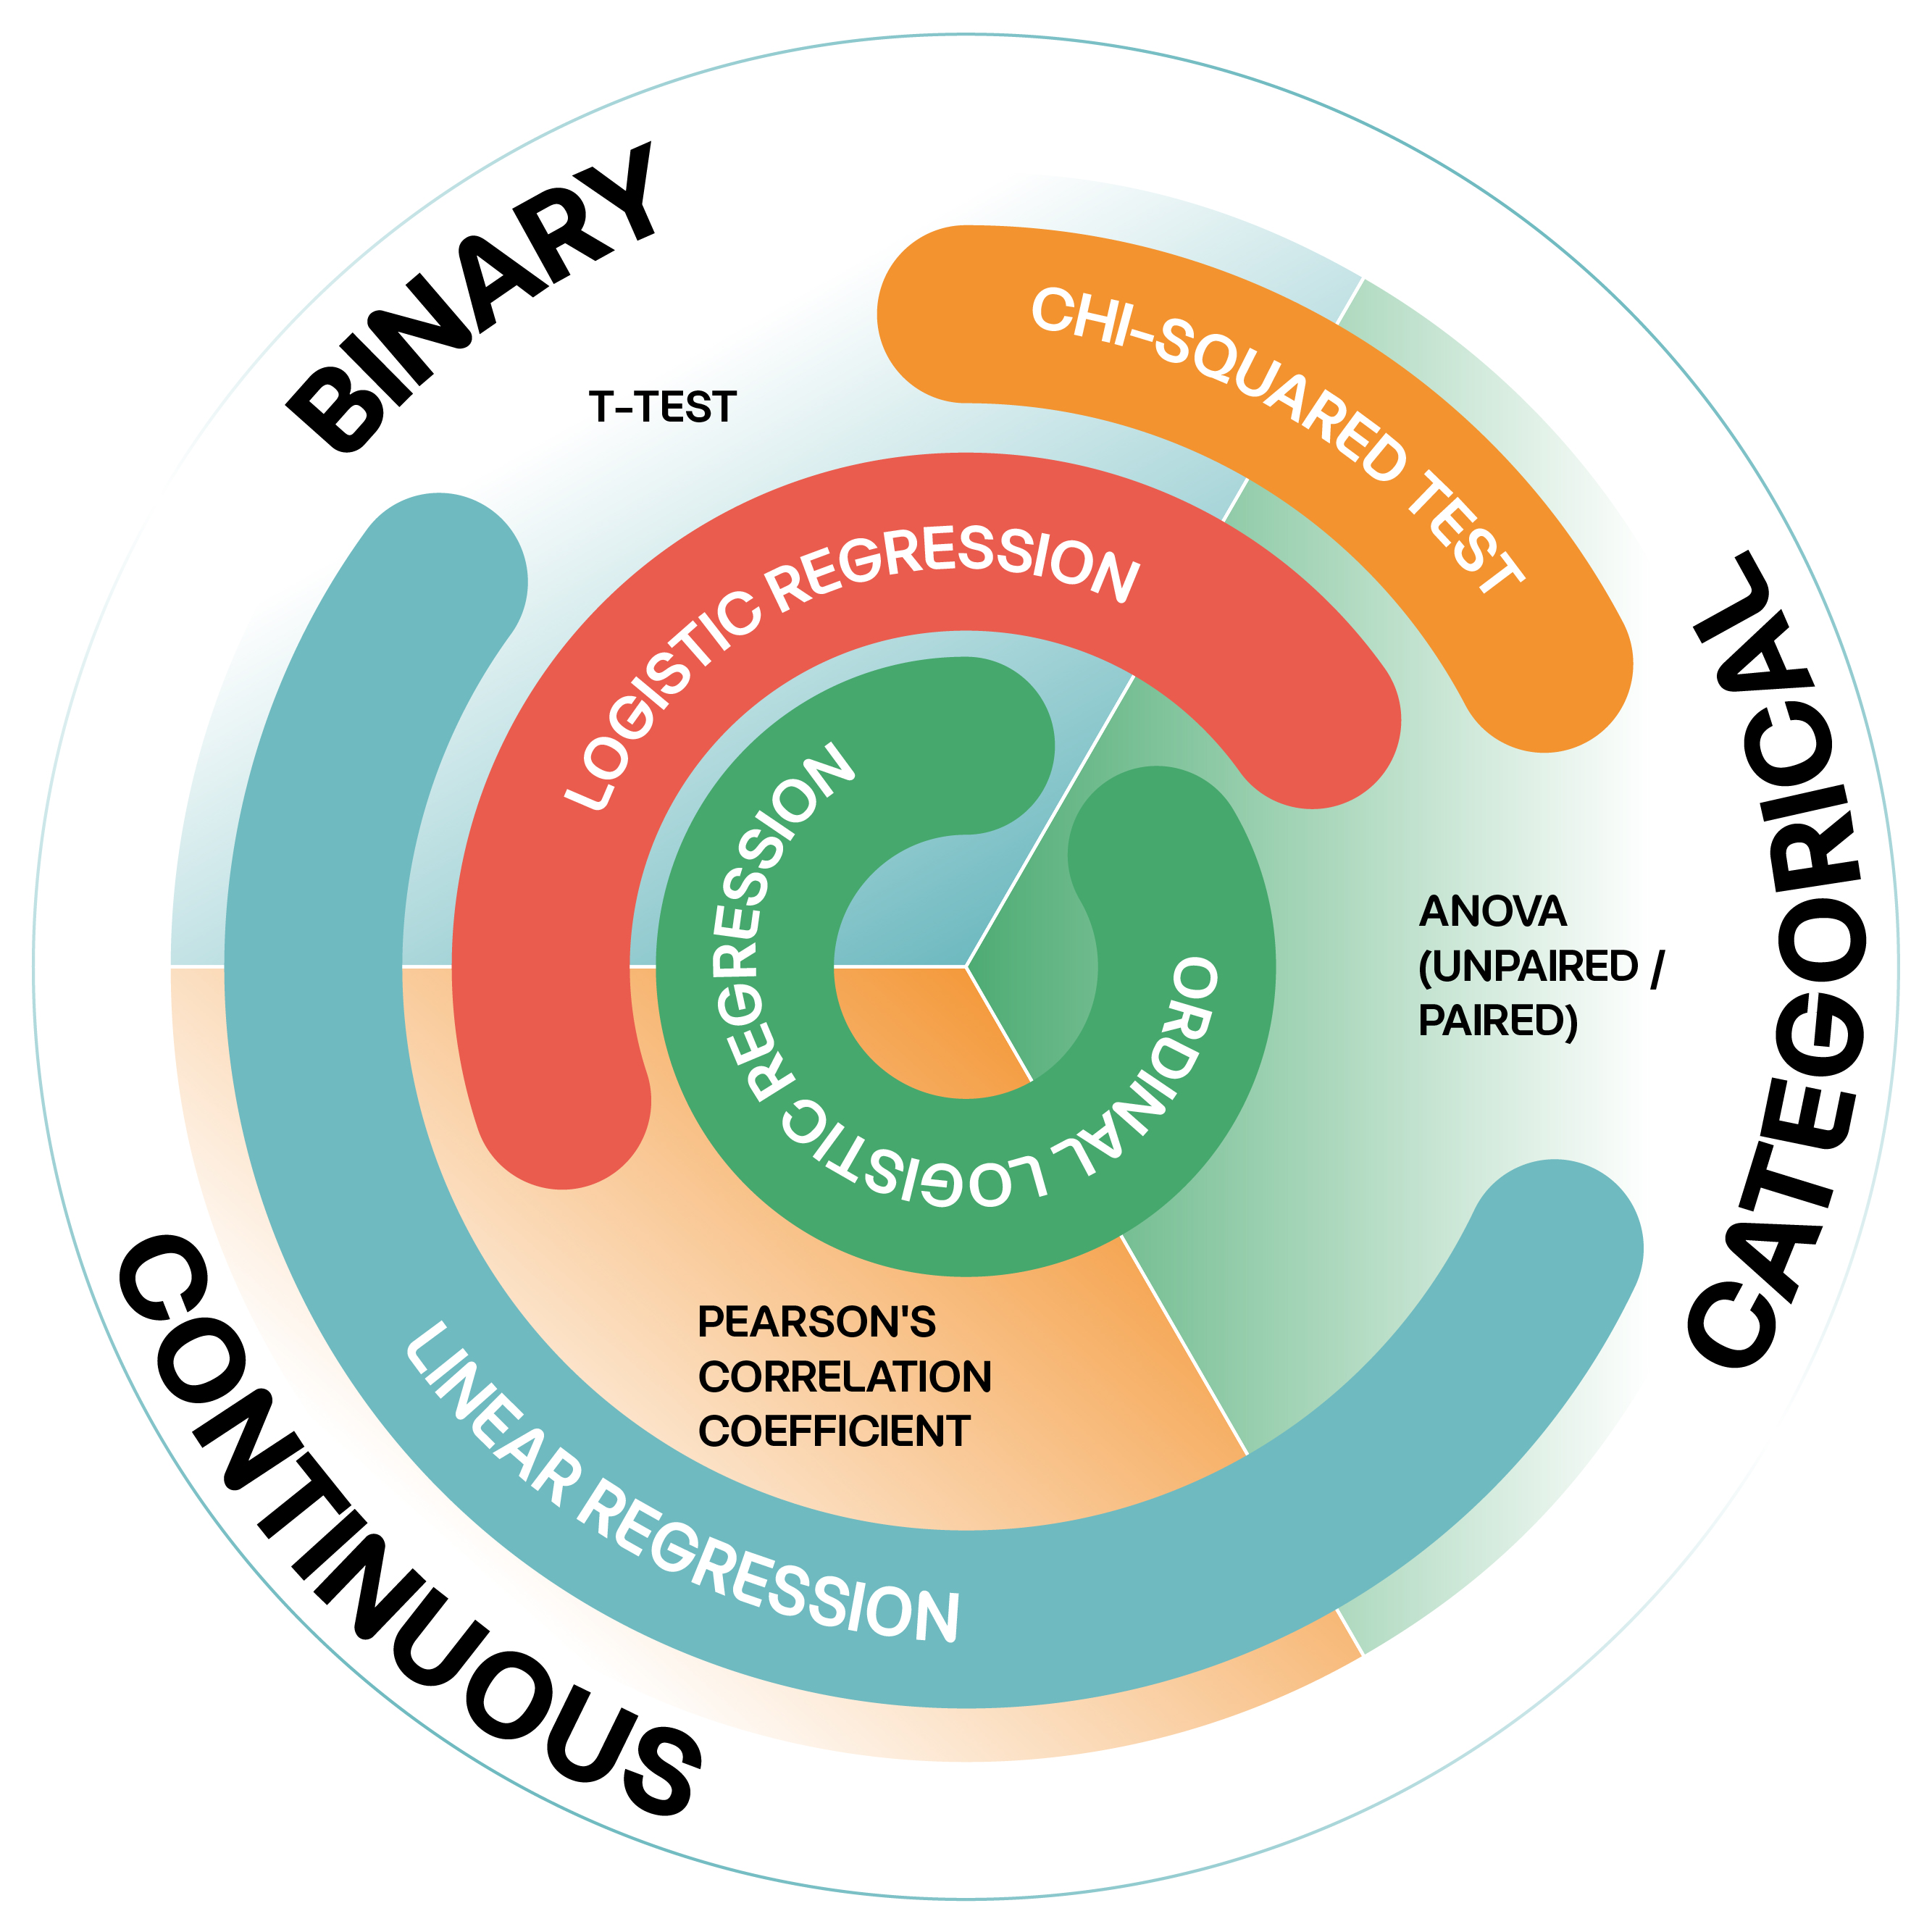 BINARY
T-TEST
CHI-SQUARED TEST
LOGISTIC REGRESSION
ORDINAL LOGISTIC REGRESSION
ANOVA
(UNPAIRED /
PAIRED)
CATEGORICAL
PEARSON'S
CORRELATION
COEFFICIENT
LINEAR REGRESSION
CONTINUOUS